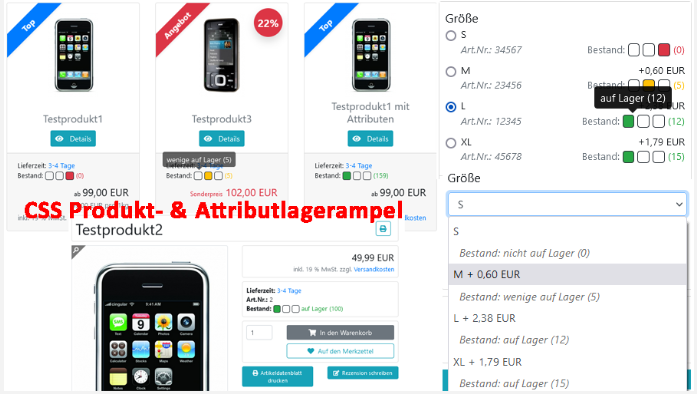 Top
Testprodukt1
Details
Lieferzeit: 3-4 Tage
Bestand: (0)
ab 99,00 EUR
Angebot
22%
Testprodukt3
Details
wenige auf Lager (5)
Bestand: (5)
Sonderpreis 102,00 EUR
Top
Testprodukt1 mit
Attributen
Details
Lieferzeit: 3-4 Tage
Bestand: (159)
ab 99,00 EUR
CSS Produkt- & Attributlagerampel
Testprodukt2
49,99 EUR
inkl. 19 % MwSt. zzgl. Versandkosten
Lieferzeit: 3-4 Tage
Art.Nr.: 2
Bestand: auf Lager (100)
1
In den Warenkorb
Auf den Merkzettel
Artikeldatenblatt
drucken
Rezension schreiben
Größe
S
Art.Nr.: 34567 Bestand: (0)
M +0,60 EUR
Art.Nr.: 23456 Bestand: (5)
auf Lager (12)
L
Art.Nr.: 12345 Bestand: (12)
XL +1,79 EUR
Art.Nr.: 45678 Bestand: (15)
Größe
S
S
Bestand: nicht auf Lager (0)
M + 0,60 EUR
Bestand: wenige auf Lager (5)
L + 2,38 EUR
Bestand: auf Lager (12)
XL + 1,79 EUR
Bestand: auf Lager (15)